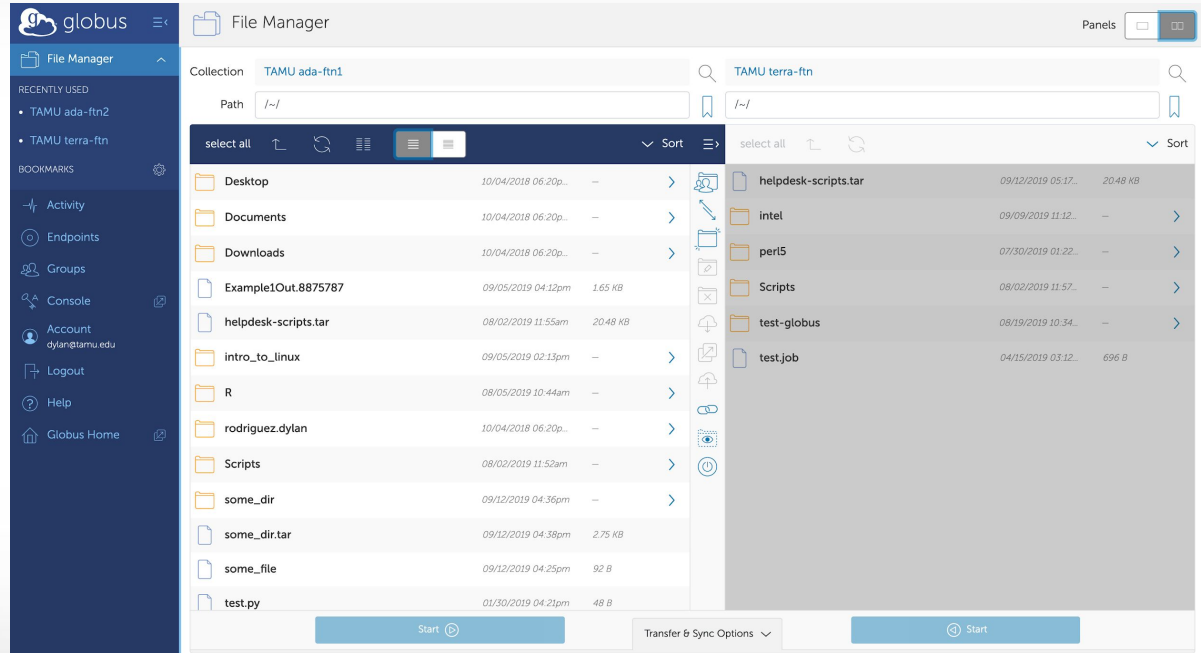 globus
File Manager
RECENTLY USED
• TAMU ada-ftn2
• TAMU terra-ftn
BOOKMARKS
Activity
Endpoints
Groups
Console
Account
dylan@tamu.edu
Logout
Help
Globus Home
File Manager
Panels
Collection TAMU ada-ftn1
Path /~/
select all Sort
Desktop 10/04/2018 06:20p... —
Documents 10/04/2018 06:20p... —
Downloads 10/04/2018 06:20p... —
Example1Out.8875787 09/05/2019 04:12pm 1.65 KB
helpdesk-scripts.tar 08/02/2019 11:55am 20.48 KB
intro_to_linux 09/05/2019 02:13pm —
R 08/05/2019 10:44am —
rodriguez.dylan 10/04/2018 06:20p... —
Scripts 08/02/2019 11:52am —
some_dir 09/12/2019 04:36pm —
some_dir.tar 09/12/2019 04:38pm 2.75 KB
some_file 09/12/2019 04:25pm 92 B
test.py 01/30/2019 04:21pm 48 B
Start
TAMU terra-ftn
/~/
select all Sort
helpdesk-scripts.tar 09/12/2019 05:17... 20.48 KB
intel 09/09/2019 11:12... —
perl5 07/30/2019 01:22... —
Scripts 08/02/2019 11:57... —
test-globus 08/19/2019 10:34... —
test.job 04/15/2019 03:12... 696 B
Transfer & Sync Options
Start